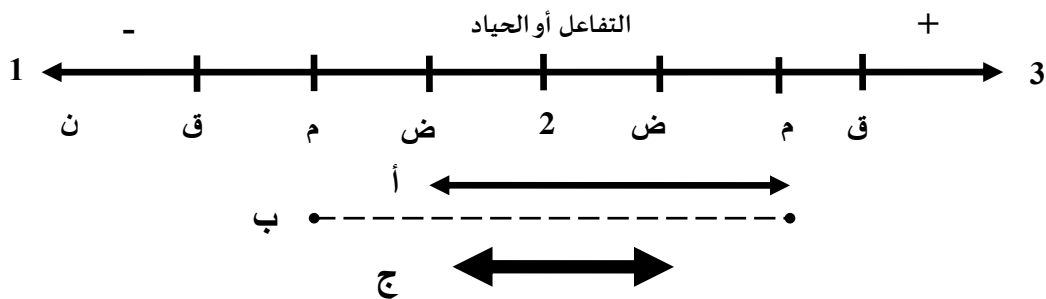 + التفاعل أو الحياد -
3 1
ق م ض 2 ض م ق ن
أ
ب
ج